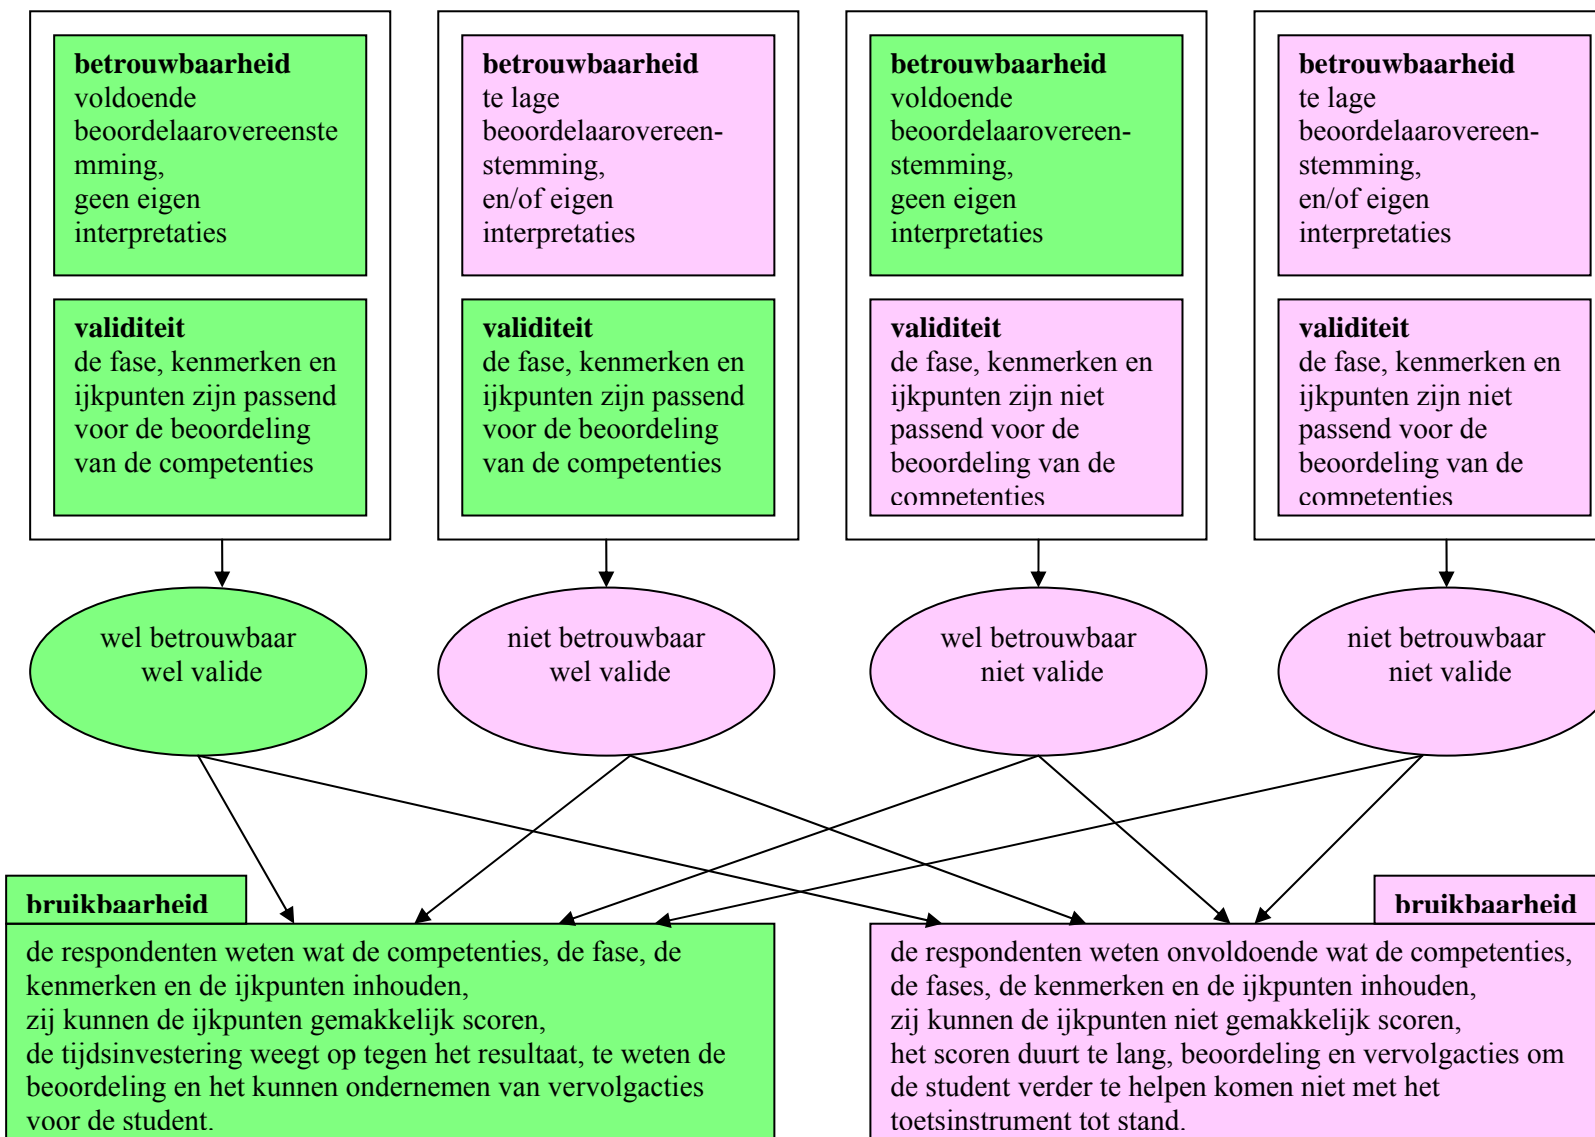 betrouwbaarheid
voldoende
beoordelaarovereenste
mming,
geen eigen
interpretaties
validiteit
de fase, kenmerken en
ijkpunten zijn passend
voor de beoordeling
van de competenties
betrouwbaarheid
te lage
beoordelaarovereen-
stemming,
en/of eigen
interpretaties
validiteit
de fase, kenmerken en
ijkpunten zijn passend
voor de beoordeling
van de competenties
betrouwbaarheid
voldoende
beoordelaarovereen-
stemming,
geen eigen
interpretaties
validiteit
de fase, kenmerken en
ijkpunten zijn niet
passend voor de
beoordeling van de
competenties
betrouwbaarheid
te lage
beoordelaarovereen-
stemming,
en/of eigen
interpretaties
validiteit
de fase, kenmerken en
ijkpunten zijn niet
passend voor de
beoordeling van de
competenties
wel betrouwbaar
wel valide
niet betrouwbaar
wel valide
wel betrouwbaar
niet valide
niet betrouwbaar
niet valide
bruikbaarheid
de respondenten weten wat de competenties, de fase, de
kenmerken en de ijkpunten inhouden,
zij kunnen de ijkpunten gemakkelijk scoren,
de tijdsinvestering weegt op tegen het resultaat, te weten de
beoordeling en het kunnen ondernemen van vervolgacties
voor de student.
bruikbaarheid
de respondenten weten onvoldoende wat de competenties,
de fases, de kenmerken en de ijkpunten inhouden,
zij kunnen de ijkpunten niet gemakkelijk scoren,
het scoren duurt te lang, beoordeling en vervolgacties om
de student verder te helpen komen niet met het
toetsinstrument tot stand.